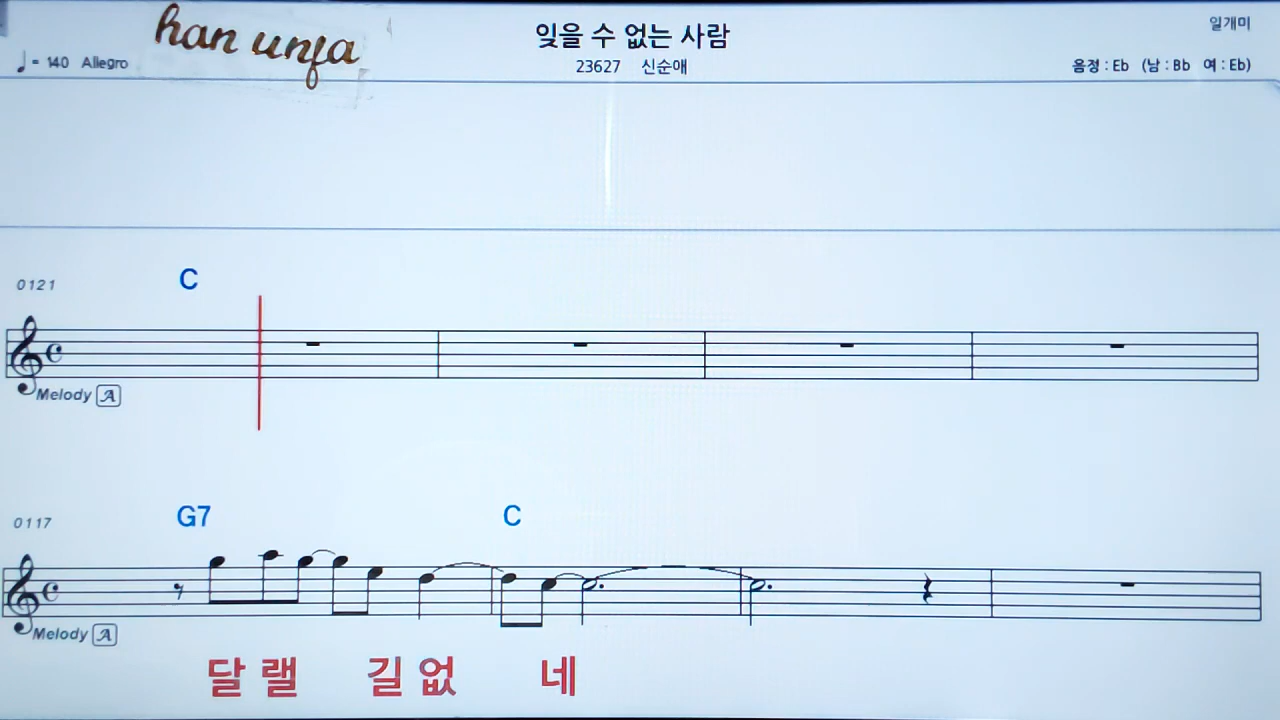 han unfa
잊을 수 없는 사람
일개미
♩= 140 Allegro
23627 신순애
음정 : Eb (남 : Bb 여 : Eb)
0121
C
Melody A
0117
G7 C
Melody A
달 랠 길 없 네